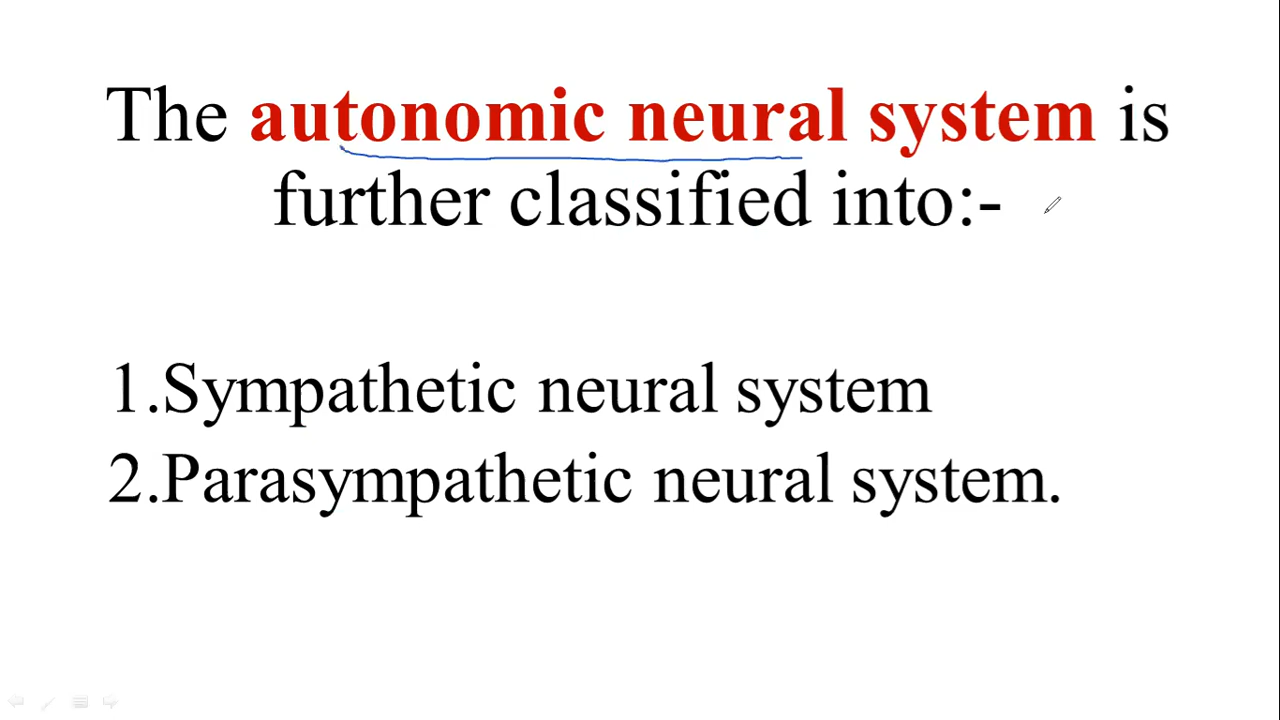 The autonomic neural system is
further classified into:-
1.Sympathetic neural system
2.Parasympathetic neural system.